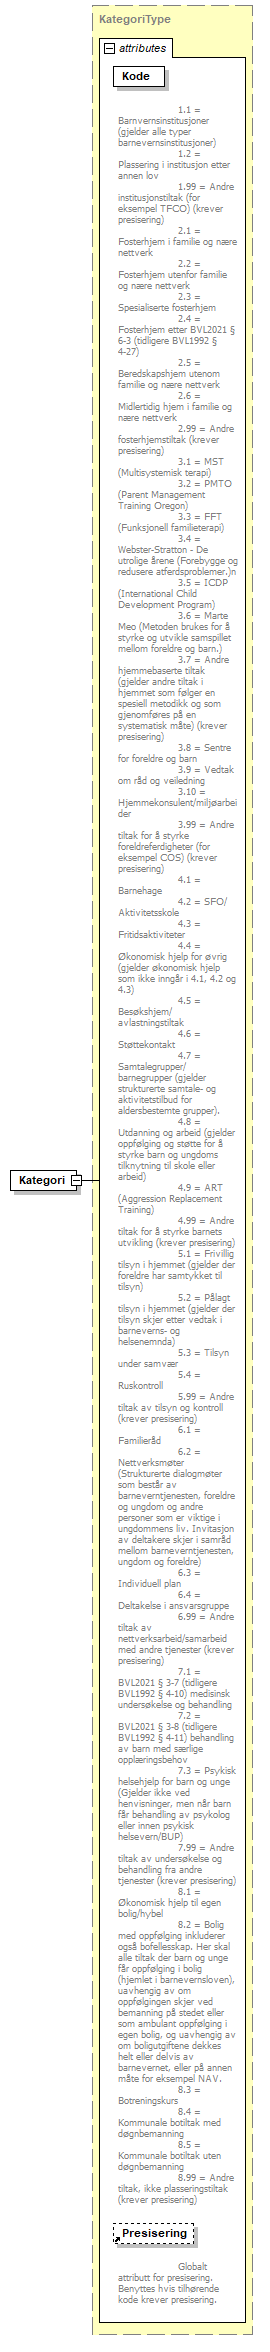 KategoriType
attributes
Kode
1.1 =
Barnvernsinstitusjoner
(gjelder alle typer
barnevernsinstitusjoner)
1.2 =
Plassering i institusjon etter
annen lov
1.99 = Andre
institusjonstiltak (for
eksempel TFCO) (krever
presisering)
2.1 =
Fosterhjem i familie og nære
nettverk
2.2 =
Fosterhjem utenfor familie
og nære nettverk
2.3 =
Spesialiserte fosterhjem
2.4 =
Fosterhjem etter BVL2021 §
6-3 (tidligere BVL1992 §
4-27)
2.5 =
Beredskapshjem utenom
familie og nære nettverk
2.6 =
Midlertidig hjem i familie og
nære nettverk
2.99 = Andre
fosterhjemstiltak (krever
presisering)
3.1 = MST
(Multisystemisk terapi)
3.2 = PMTO
(Parent Management
Training Oregon)
3.3 = FFT
(Funksjonell familieterapi)
3.4 =
Webster-Stratton - De
utrolige årene (Forebygge og
redusere atferdsproblemer.)n
3.5 = ICDP
(International Child
Development Program)
3.6 = Marte
Meo (Metoden brukes for å
styrke og utvikle samspillet
mellom foreldre og barn.)
3.7 = Andre
hjemmebaserte tiltak
(gjelder andre tiltak i
hjemmet som følger en
spesiell metodikk og som
gjenomføres på en
systematisk måte) (krever
presisering)
3.8 = Sentre
for foreldre og barn
3.9 = Vedtak
om råd og veiledning
3.10 =
Hjemmekonsulent/miljøarbei
der
3.99 = Andre
tiltak for å styrke
foreldreferdigheter (for
eksempel COS) (krever
presisering)
4.1 =
Barnehage
4.2 = SFO/
Aktivitetsskole
4.3 =
Fritidsaktiviteter
4.4 =
Økonomisk hjelp for øvrig
(gjelder økonomisk hjelp
som ikke inngår i 4.1, 4.2 og
4.3)
4.5 =
Besøkshjem/
avlastningstiltak
4.6 =
Støttekontakt
4.7 =
Samtalegrupper/
barnegrupper (gjelder
strukturerte samtale- og
aktivitetstilbud for
aldersbestemte grupper).
4.8 =
Utdanning og arbeid (gjelder
oppfølging og støtte for å
styrke barn og ungdoms
tilknytning til skole eller
arbeid)
4.9 = ART
(Aggression Replacement
Training)
4.99 = Andre
tiltak for å styrke barnets
utvikling (krever presisering)
5.1 = Frivillig
tilsyn i hjemmet (gjelder der
foreldre har samtykket til
tilsyn)
5.2 = Pålagt
tilsyn i hjemmet (gjelder der
tilsyn skjer etter vedtak i
barneverns- og
helsenemnda)
5.3 = Tilsyn
under samvær
5.4 =
Ruskontroll
5.99 = Andre
tiltak av tilsyn og kontroll
(krever presisering)
6.1 =
Familieråd
6.2 =
Nettverksmøter
(Strukturerte dialogmøter
som består av
barneverntjenesten, foreldre
og ungdom og andre
personer som er viktige i
ungdommens liv. Invitasjon
av deltakere skjer i samråd
mellom barneverntjenesten,
ungdom og foreldre)
6.3 =
Individuell plan
6.4 =
Deltakelse i ansvarsgruppe
6.99 = Andre
tiltak av
nettverksarbeid/samarbeid
med andre tjenester (krever
presisering)
7.1 =
BVL2021 § 3-7 (tidligere
BVL1992 § 4-10) medisinsk
undersøkelse og behandling
7.2 =
BVL2021 § 3-8 (tidligere
BVL1992 § 4-11) behandling
av barn med særlige
opplæringsbehov
7.3 = Psykisk
helsehjelp for barn og unge
(Gjelder ikke ved
henvisninger, men når barn
får behandling av psykolog
eller innen psykisk
helsevern/BUP)
7.99 = Andre
tiltak av undersøkelse og
behandling fra andre
tjenester (krever presisering)
8.1 =
Økonomisk hjelp til egen
bolig/hybel
8.2 = Bolig
med oppfølging inkluderer
også bofellesskap. Her skal
alle tiltak der barn og unge
får oppfølging i bolig
(hjemlet i barnevernsloven),
uavhengig av om
oppfølgingen skjer ved
bemanning på stedet eller
som ambulant oppfølging i
egen bolig, og uavhengig av
om boligutgiftene dekkes
helt eller delvis av
barnevernet, eller på annen
måte for eksempel NAV.
8.3 =
Botreningskurs
8.4 =
Kommunale botiltak med
døgnbemanning
8.5 =
Kommunale botiltak uten
døgnbemanning
8.99 = Andre
tiltak, ikke plasseringstiltak
(krever presisering)
Kategori
Presisering
Globalt
attributt for presisering.
Benyttes hvis tilhørende
kode krever presisering.